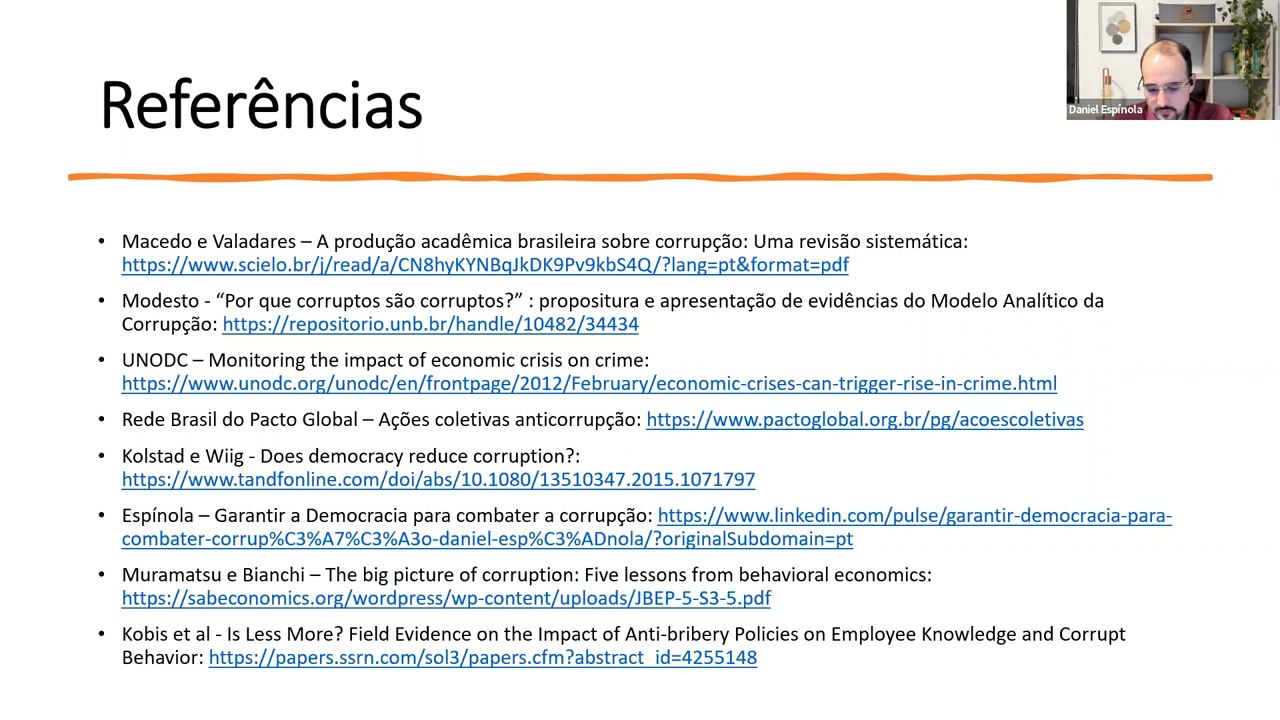 Referências
Daniel Espínola
• Macedo e Valadares – A produção acadêmica brasileira sobre corrupção: Uma revisão sistemática:
https://www.scielo.br/j/read/a/CN8hyKYNBqJkDK9Pv9kbS4Q/?lang=pt&format=pdf
• Modesto - “Por que corruptos são corruptos?” : propositura e apresentação de evidências do Modelo Analítico da
Corrupção: https://repositorio.unb.br/handle/10482/34434
• UNODC – Monitoring the impact of economic crisis on crime:
https://www.unodc.org/unodc/en/frontpage/2012/February/economic-crises-can-trigger-rise-in-crime.html
• Rede Brasil do Pacto Global – Ações coletivas anticorrupção: https://www.pactoglobal.org.br/pg/acoescoletivas
• Kolstad e Wiig - Does democracy reduce corruption?:
https://www.tandfonline.com/doi/abs/10.1080/13510347.2015.1071797
• Espínola – Garantir a Democracia para combater a corrupção: https://www.linkedin.com/pulse/garantir-democracia-para-
combater-corrup%C3%A7%C3%A3o-daniel-esp%C3%ADnola/?originalSubdomain=pt
• Muramatsu e Bianchi – The big picture of corruption: Five lessons from behavioral economics:
https://sabeconomics.org/wordpress/wp-content/uploads/JBEP-5-S3-5.pdf
• Kobis et al - Is Less More? Field Evidence on the Impact of Anti-bribery Policies on Employee Knowledge and Corrupt
Behavior: https://papers.ssrn.com/sol3/papers.cfm?abstract_id=4255148